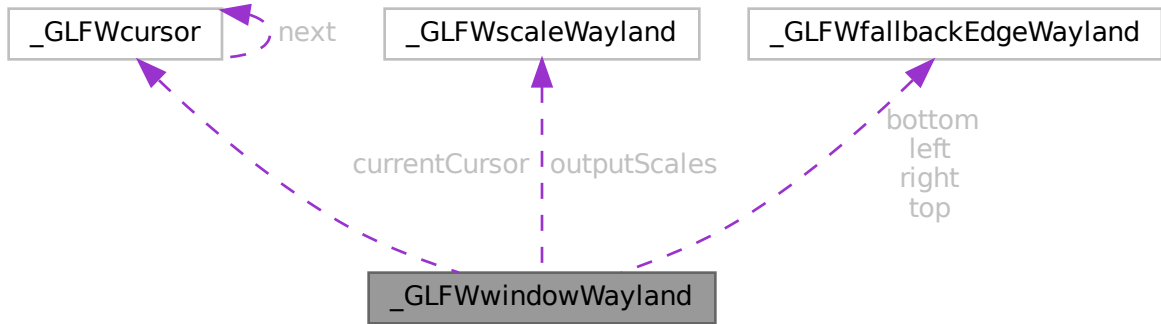 _GLFWcursor
next
_GLFWscaleWayland
_GLFWfallbackEdgeWayland
currentCursor
outputScales
bottom
left
right
top
_GLFWwindowWayland